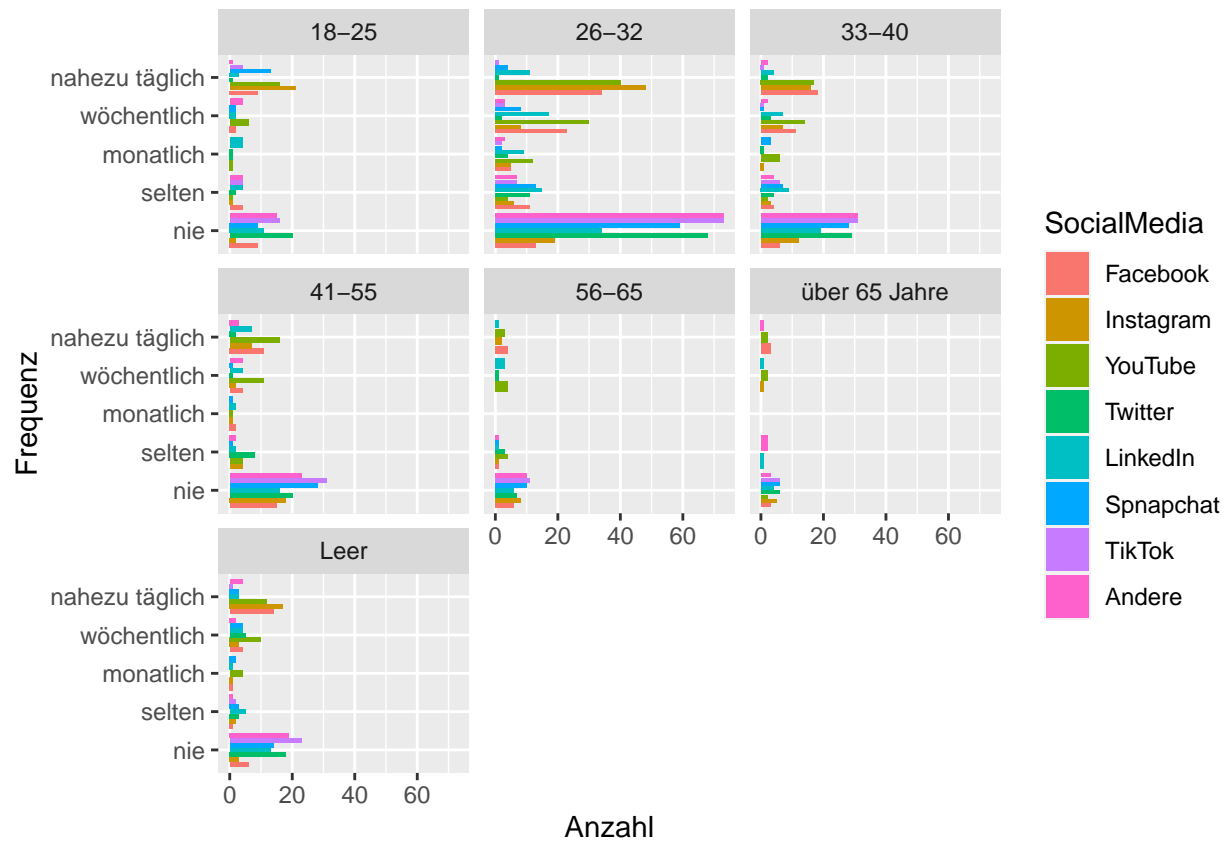 18−25
26−32
33−40
nahezu täglich
wöchentlich
monatlich
selten
nie
41−55
56−65
über 65 Jahre
nahezu täglich
wöchentlich
monatlich
selten
nie
0 20 40 60
0 20 40 60
Leer
nahezu täglich
wöchentlich
monatlich
selten
nie
0 20 40 60
Anzahl
Frequenz
SocialMedia
Facebook
Instagram
YouTube
Twitter
LinkedIn
Spnapchat
TikTok
Andere